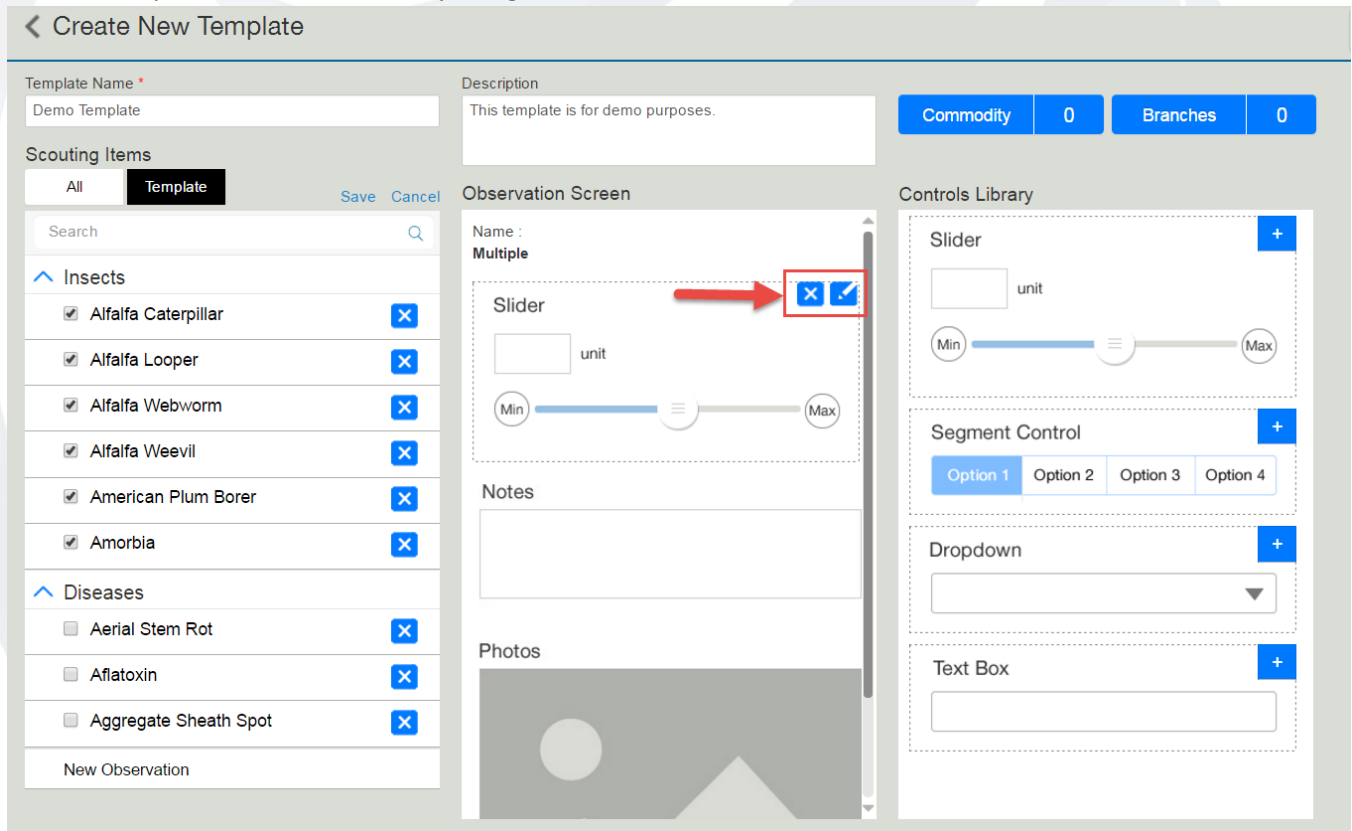 Create New Template
Template Name *
Demo Template
Description
This template is for demo purposes.
Commodity 0
Branches 0
Scouting Items
All Template
Save Cancel
Search
Insects
Alfalfa Caterpillar
Alfalfa Looper
Alfalfa Webworm
Alfalfa Weevil
American Plum Borer
Amorbia
Diseases
Aerial Stem Rot
Aflatoxin
Aggregate Sheath Spot
New Observation
Observation Screen
Name :
Multiple
Slider
unit
Min Max
Notes
Photos
Controls Library
Slider
unit
Min Max
Segment Control
Option 1 Option 2 Option 3 Option 4
Dropdown
Text Box